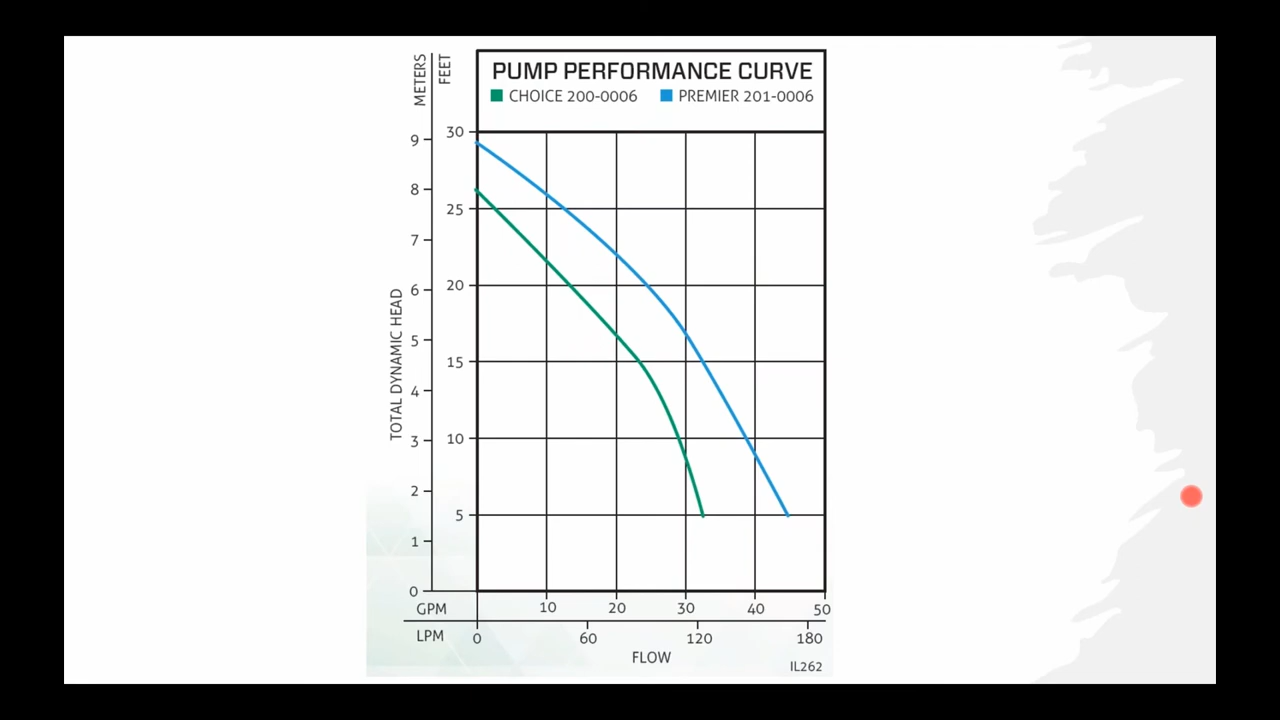 PUMP PERFORMANCE CURVE
CHOICE 200-0006 PREMIER 201-0006
METERS
FEET
TOTAL DYNAMIC HEAD
9
8
7
6
5
4
3
2
1
0
30
25
20
15
10
5
GPM 10 20 30 40 50
LPM 0 60 120 180
FLOW
IL262